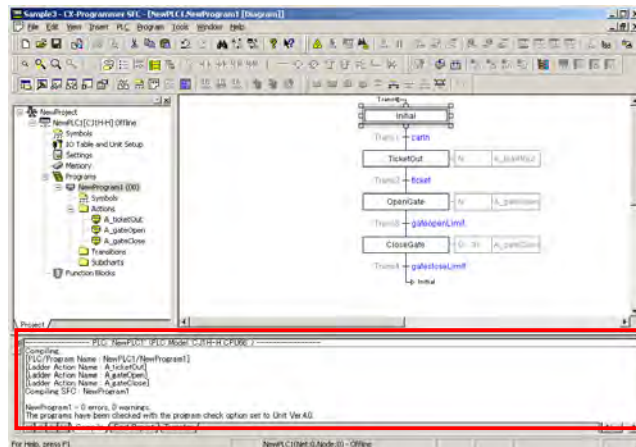 Sample3 - CX-Programmer SFC - [NewPLC1.NewProgram1 [Diagram]]
File Edit View Insert PLC Program Tools Window Help
NewProject
NewPLC1[CJ1H-H] Offline
Symbols
IO Table and Unit Setup
Settings
Memory
Programs
NewProgram1 (00)
Symbols
Actions
A_ticketOut
A_gateOpen
A_gateClose
Transitions
Subcharts
Function Blocks
Project
Initial
Trans1 carIn
TicketOut N A_ticketOut
Trans2 ticket
OpenGate N A_gateOpen
Trans3 gateopenLimit
CloseGate A_gateClose
Trans4 gatecloseLimit
Initial
PLC: 'NewPLC1' (PLC Model 'CJ1H-H CPU66')
Compiling...
[PLC/Program Name : NewPLC1/NewProgram1]
[Ladder Action Name : A_ticketOut]
[Ladder Action Name : A_gateOpen]
[Ladder Action Name : A_gateClose]
Compiling SFC : NewProgram1
NewProgram1 - 0 errors, 0 warnings.
The programs have been checked with the program check option set to Unit Ver.4.0.
For Help, press F1
NewPLC1(Net:0,Node:0) - Offline